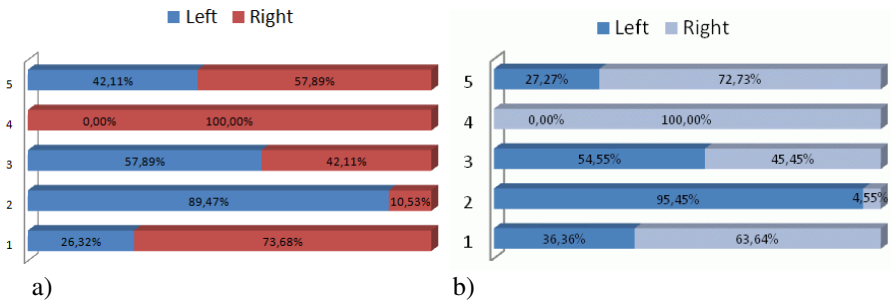 Left Right
5 42,11% 57,89%
4 0,00% 100,00%
3 57,89% 42,11%
2 89,47% 10,53%
1 26,32% 73,68%
a)
Left Right
5 27,27% 72,73%
4 0,00% 100,00%
3 54,55% 45,45%
2 95,45% 4,55%
1 36,36% 63,64%
b)